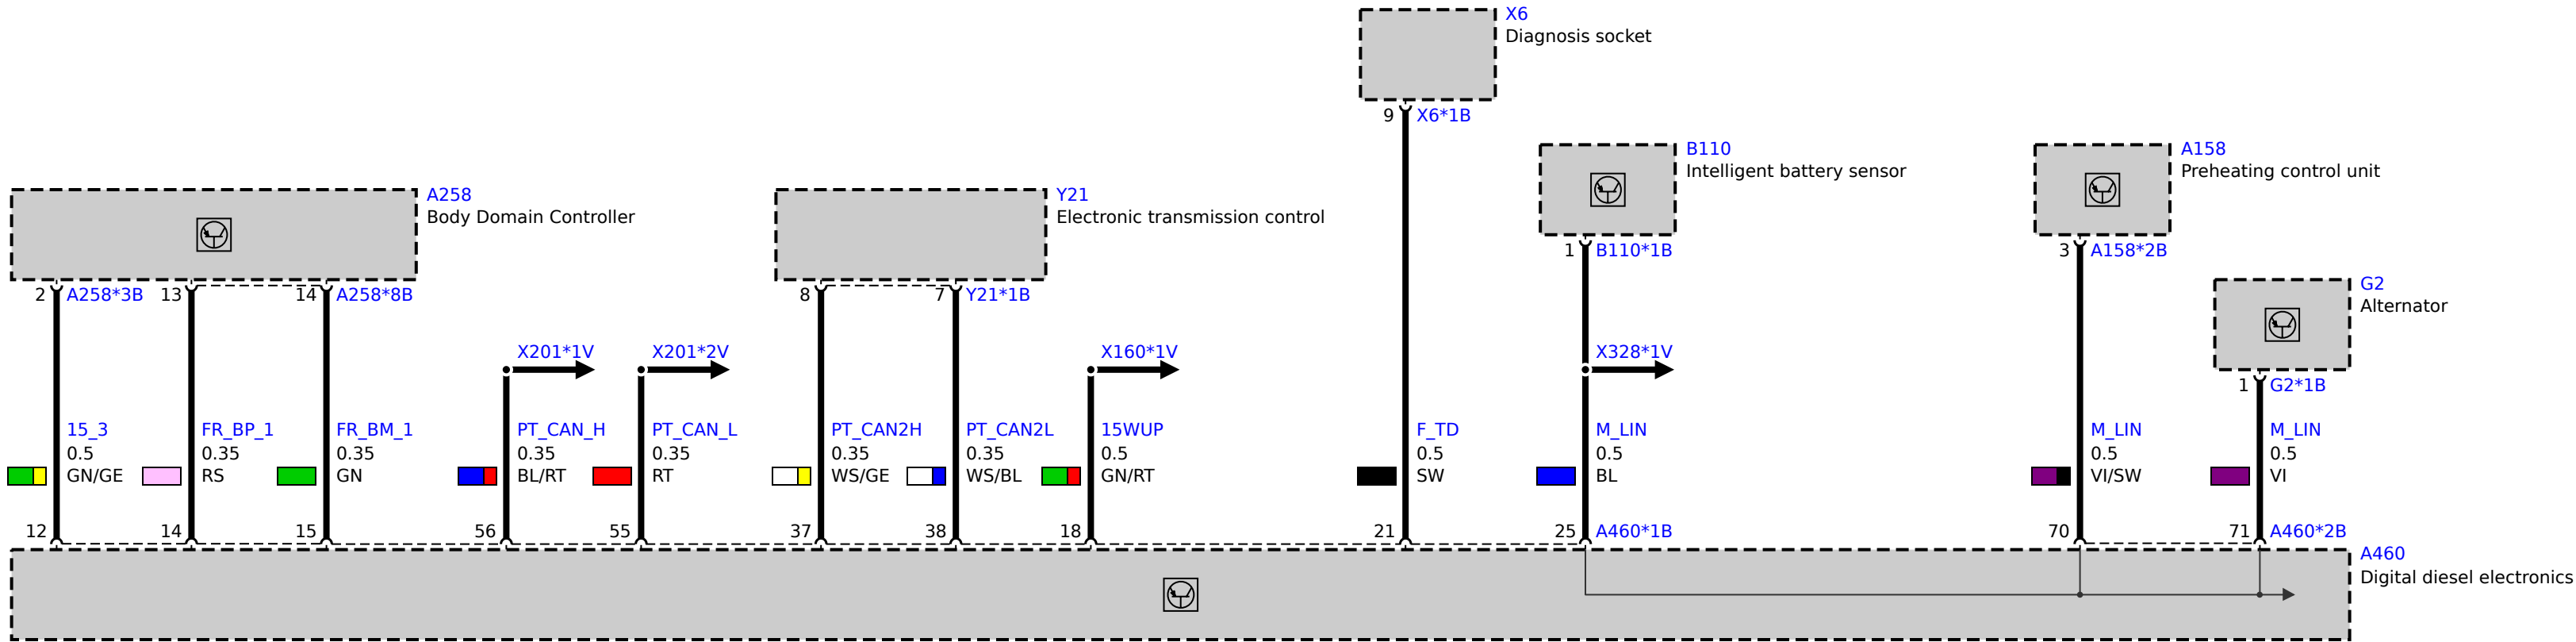 X6
Diagnosis socket
9 X6*1B
B110
Intelligent battery sensor
A158
Preheating control unit
A258
Body Domain Controller
Y21
Electronic transmission control
1 B110*1B
3 A158*2B
G2
Alternator
2 A258*3B 13 14 A258*8B
8 7 Y21*1B
X201*1V X201*2V X160*1V X328*1V
1 G2*1B
15_3 FR_BP_1 FR_BM_1 PT_CAN_H PT_CAN_L PT_CAN2H PT_CAN2L 15WUP F_TD M_LIN M_LIN M_LIN
0.5 0.35 0.35 0.35 0.35 0.35 0.35 0.5 0.5 0.5 0.5 0.5
GN/GE RS GN BL/RT RT WS/GE WS/BL GN/RT SW BL VI/SW VI
12 14 15 56 55 37 38 18 21 25 A460*1B 70 71 A460*2B
A460
Digital diesel electronics